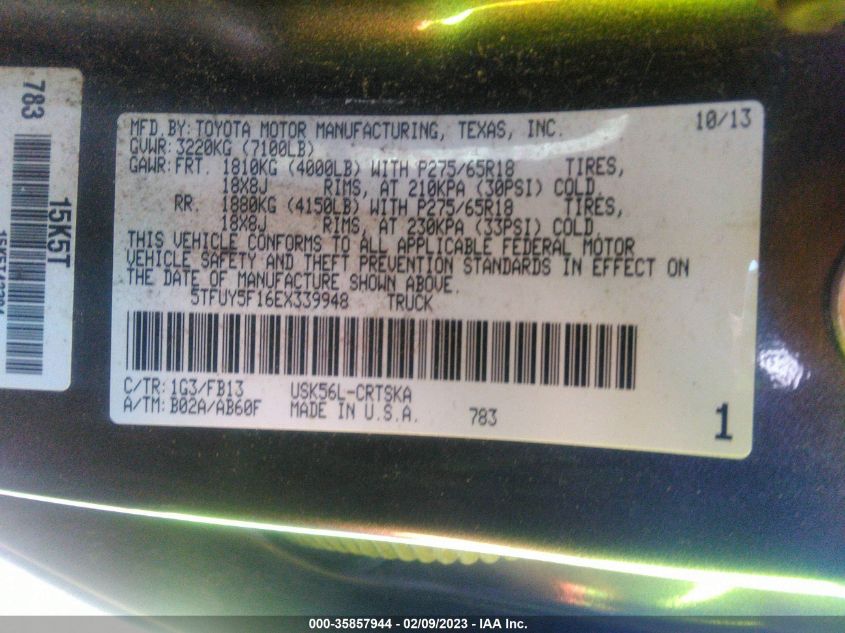 783
15K5T
MFD.BY: TOYOTA MOTOR MANUFACTURING, TEXAS, INC. 10/13
GVWR: 3220KG (7100LB)
GAWR: FRT. 1810KG (4000LB) WITH P275/65R18 TIRES,
18X8J RIMS, AT 210KPA (30PSI) COLD.
RR. 1880KG (4150LB) WITH P275/65R18 TIRES,
18X8J RIMS, AT 230KPA (33PSI) COLD.
THIS VEHICLE CONFORMS TO ALL APPLICABLE FEDERAL MOTOR
VEHICLE SAFETY AND THEFT PREVENTION STANDARDS IN EFFECT ON
THE DATE OF MANUFACTURE SHOWN ABOVE.
5TFUY5F16EX339948 TRUCK
C/TR: 1G3/FB13 USK56L-CRTSKA
A/TM: B02A/AB60F MADE IN U.S.A. 783 1
000-35857944 - 02/09/2023 - IAA Inc.